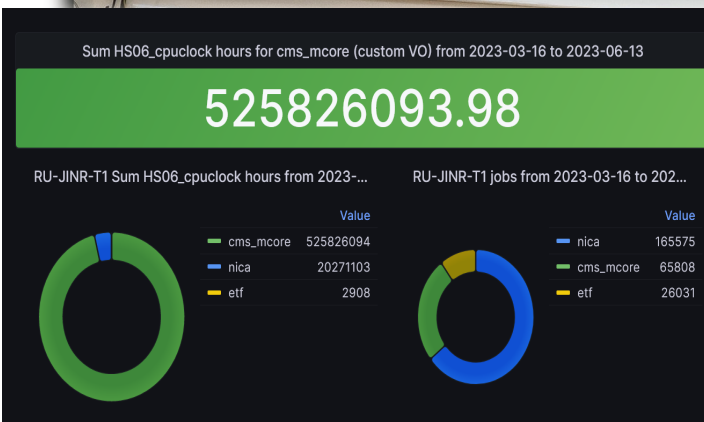 Sum HS06_cpuclock hours for cms_mcore (custom VO) from 2023-03-16 to 2023-06-13
525826093.98
RU-JINR-T1 Sum HS06_cpuclock hours from 2023-...
Value
cms_mcore 525826094
nica 20271103
etf 2908
RU-JINR-T1 jobs from 2023-03-16 to 202...
Value
nica 165575
cms_mcore 65808
etf 26031